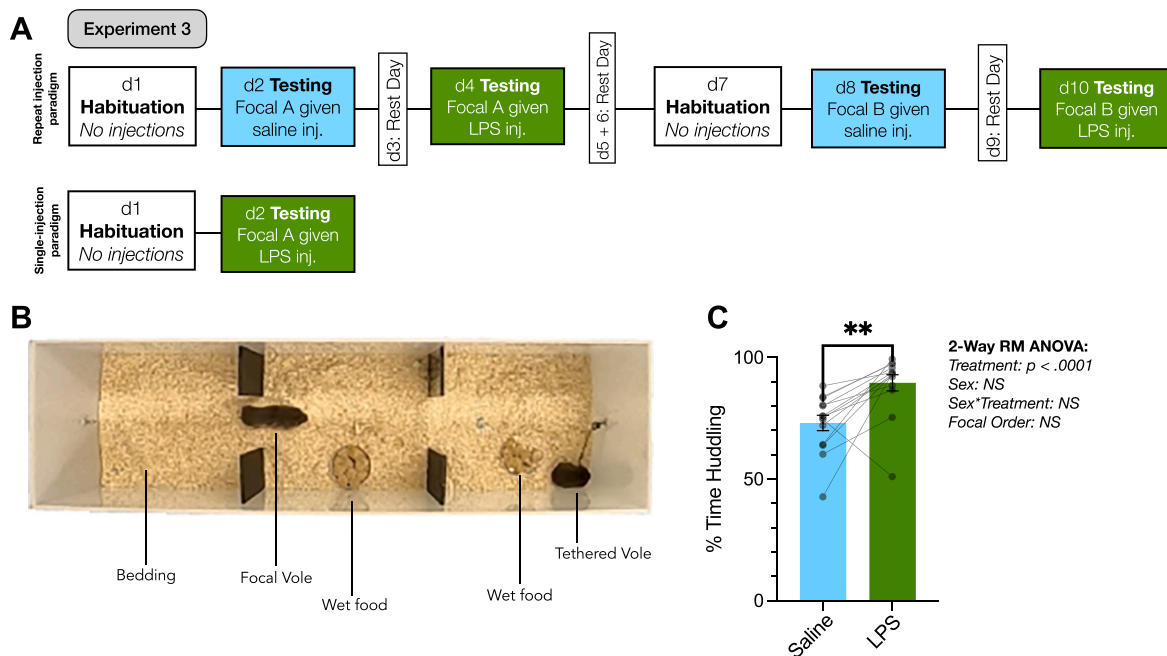 A
Experiment 3
Repeat injection
paradigm
d1
Habituation
No injections
d2 Testing
Focal A given
saline inj.
d3: Rest Day
d4 Testing
Focal A given
LPS inj.
d5 + 6: Rest Day
d7
Habituation
No injections
d8 Testing
Focal B given
saline inj.
d9: Rest Day
d10 Testing
Focal B given
LPS inj.
Single-injection
paradigm
d1
Habituation
No injections
d2 Testing
Focal A given
LPS inj.
B
Bedding
Focal Vole
Wet food
Wet food
Tethered Vole
C
**
% Time Huddling
100
50
0
Saline
LPS
2-Way RM ANOVA:
Treatment: p < .0001
Sex: NS
Sex*Treatment: NS
Focal Order: NS